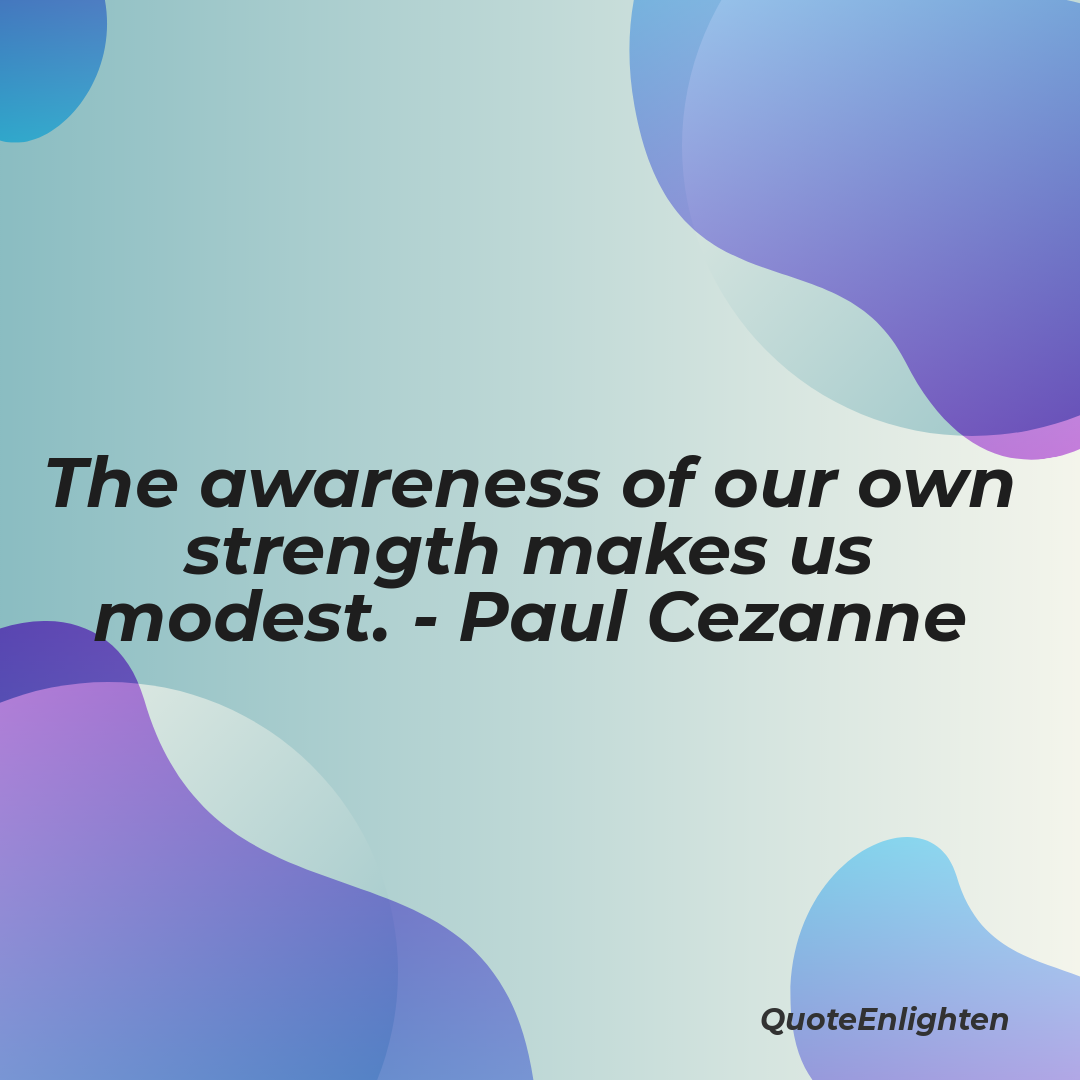 The awareness of our own
strength makes us
modest. - Paul Cezanne
QuoteEnlighten